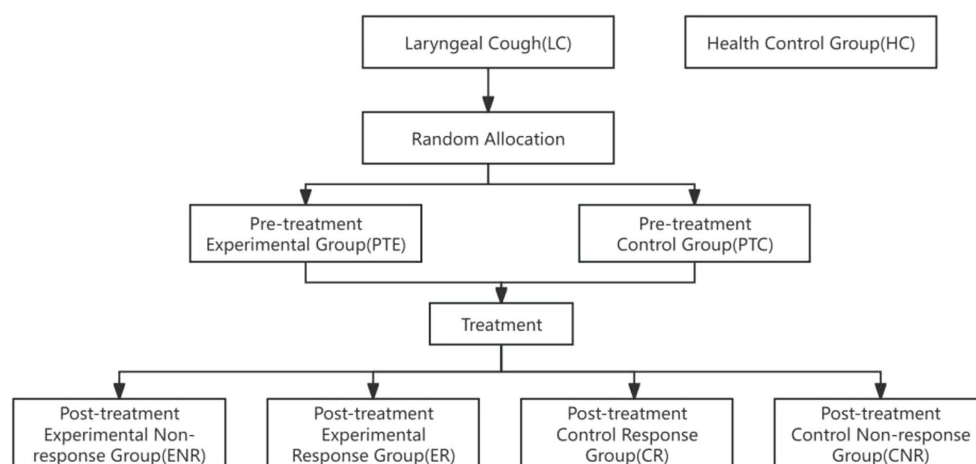 Laryngeal Cough(LC)
Health Control Group(HC)
Random Allocation
Pre-treatment
Experimental Group(PTE)
Pre-treatment
Control Group(PTC)
Treatment
Post-treatment
Experimental Non-
response Group(ENR)
Post-treatment
Experimental
Response Group(ER)
Post-treatment
Control Response
Group(CR)
Post-treatment
Control Non-response
Group(CNR)